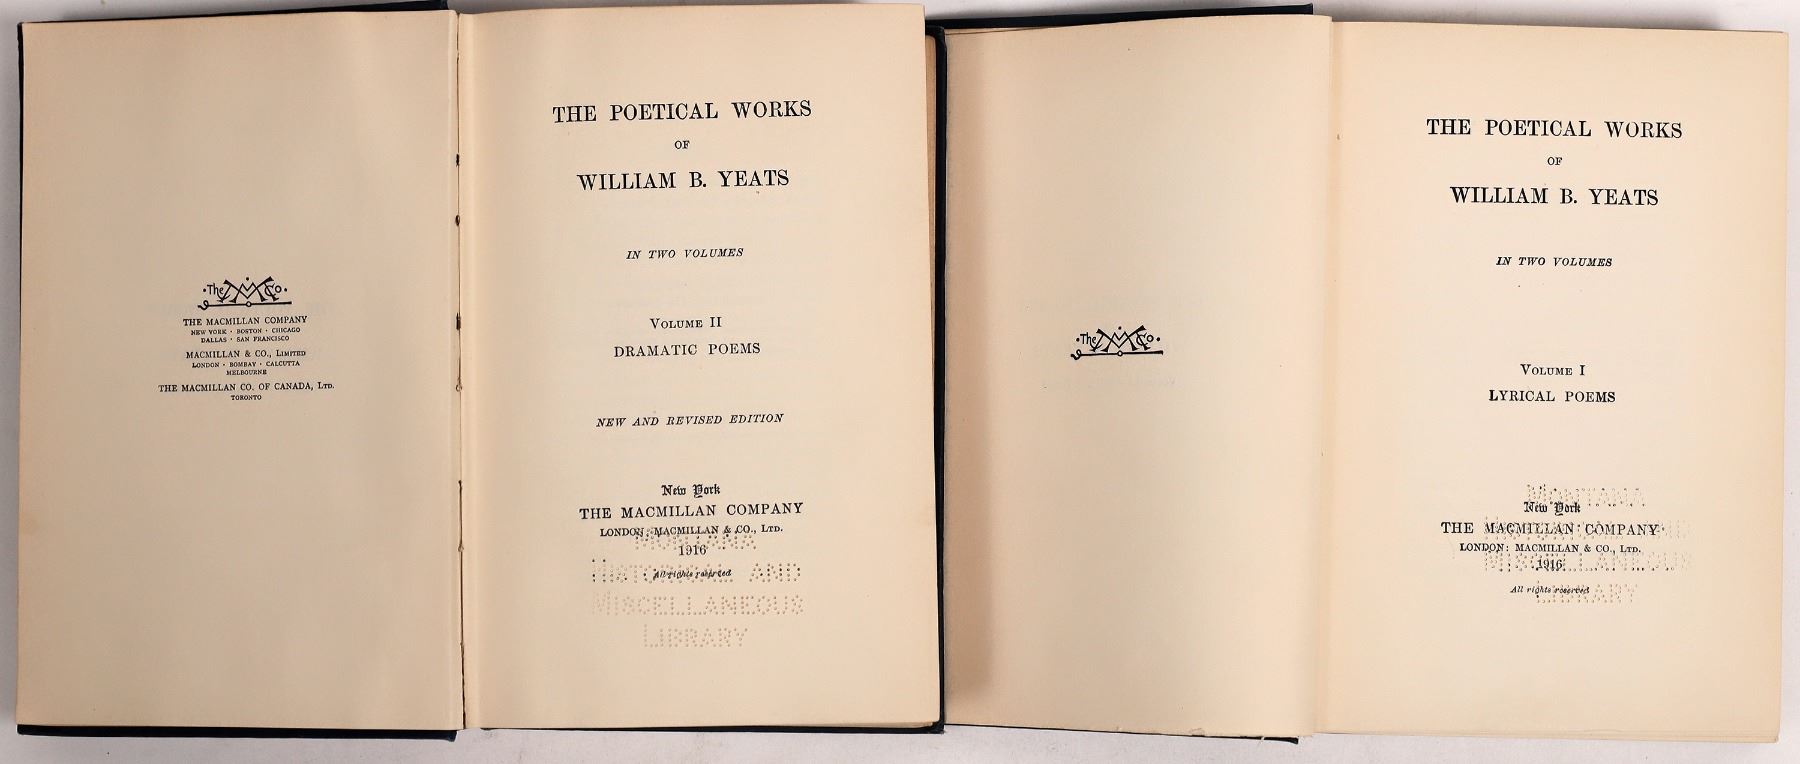 The M Co.
THE MACMILLAN COMPANY
NEW YORK · BOSTON · CHICAGO
DALLAS · SAN FRANCISCO
MACMILLAN & CO., LIMITED
LONDON · BOMBAY · CALCUTTA
MELBOURNE
THE MACMILLAN CO. OF CANADA, LTD.
TORONTO
THE POETICAL WORKS
OF
WILLIAM B. YEATS
IN TWO VOLUMES
VOLUME II
DRAMATIC POEMS
NEW AND REVISED EDITION
New York
THE MACMILLAN COMPANY
LONDON: MACMILLAN & CO., LTD.
1916
All rights reserved
MONTANA
HISTORICAL AND
MISCELLANEOUS
LIBRARY
The M Co.
THE POETICAL WORKS
OF
WILLIAM B. YEATS
IN TWO VOLUMES
VOLUME I
LYRICAL POEMS
New York
THE MACMILLAN COMPANY
LONDON: MACMILLAN & CO., LTD.
1916
All rights reserved
MONTANA
HISTORICAL AND
MISCELLANEOUS
LIBRARY